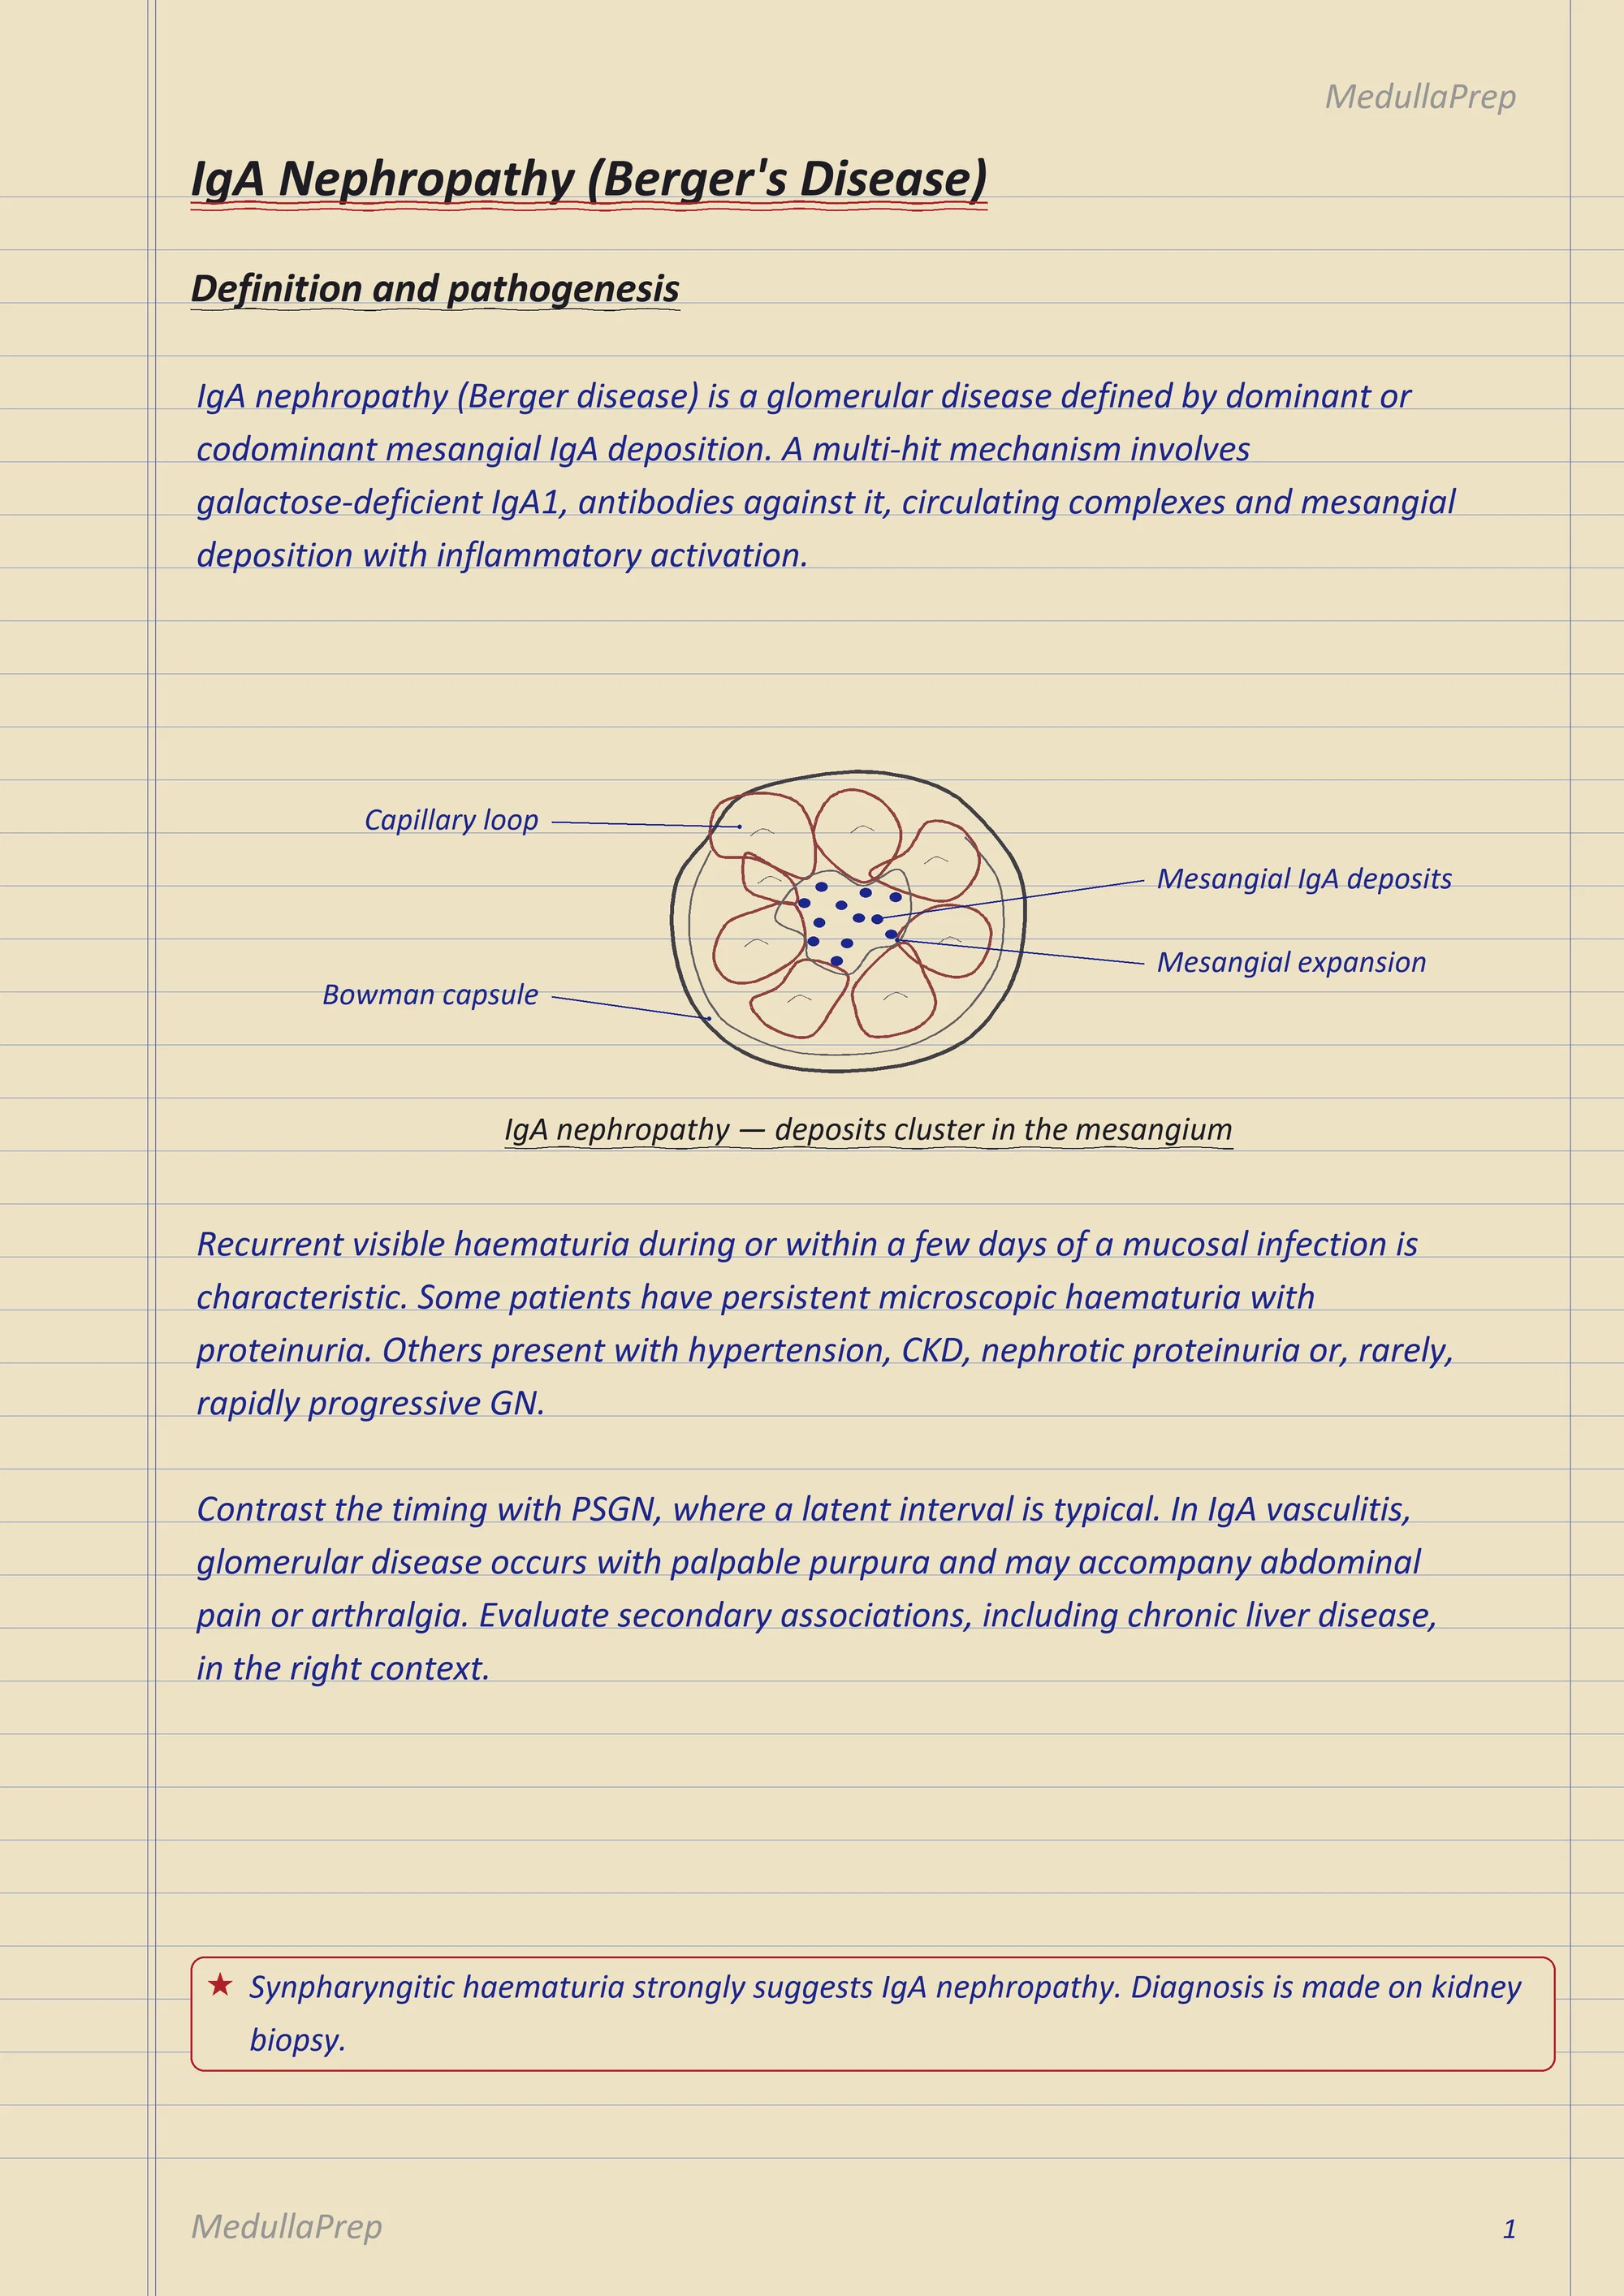 MedullaPrep
IgA Nephropathy (Berger's Disease)
Definition and pathogenesis
IgA nephropathy (Berger disease) is a glomerular disease defined by dominant or
codominant mesangial IgA deposition. A multi-hit mechanism involves
galactose-deficient IgA1, antibodies against it, circulating complexes and mesangial
deposition with inflammatory activation.
Capillary loop
Mesangial IgA deposits
Mesangial expansion
Bowman capsule
IgA nephropathy — deposits cluster in the mesangium
Recurrent visible haematuria during or within a few days of a mucosal infection is
characteristic. Some patients have persistent microscopic haematuria with
proteinuria. Others present with hypertension, CKD, nephrotic proteinuria or, rarely,
rapidly progressive GN.
Contrast the timing with PSGN, where a latent interval is typical. In IgA vasculitis,
glomerular disease occurs with palpable purpura and may accompany abdominal
pain or arthralgia. Evaluate secondary associations, including chronic liver disease,
in the right context.
★ Synpharyngitic haematuria strongly suggests IgA nephropathy. Diagnosis is made on kidney
biopsy.
MedullaPrep
1